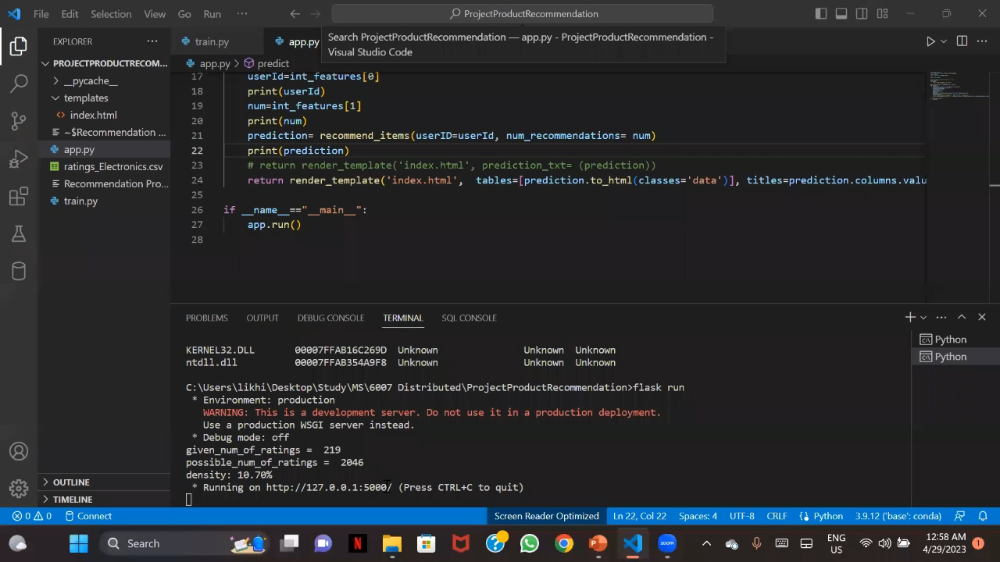 File Edit Selection View Go Run ···
ProjectProductRecommendation
Search ProjectProductRecommendation — app.py - ProjectProductRecommendation -
Visual Studio Code
EXPLORER
train.py
app.py
PROJECTPRODUCTRECOM...
app.py > predict
__pycache__
templates
index.html
~$Recommendation ...
app.py
ratings_Electronics.csv
Recommendation Pro...
train.py
17 userId=int_features[0]
18 print(userId)
19 num=int_features[1]
20 print(num)
21 prediction= recommend_items(userID=userId, num_recommendations= num)
22 print(prediction)
23 # return render_template('index.html', prediction_txt= (prediction))
24 return render_template('index.html',  tables=[prediction.to_html(classes='data')], titles=prediction.columns.valu
25
26 if __name__=="__main__":
27 app.run()
28
PROBLEMS OUTPUT DEBUG CONSOLE TERMINAL SQL CONSOLE
Python
Python
KERNEL32.DLL 00007FFAB16C269D Unknown Unknown Unknown
ntdll.dll 00007FFAB354A9F8 Unknown Unknown Unknown
C:\Users\likhi\Desktop\Study\MS\6007 Distributed\ProjectProductRecommendation>flask run
* Environment: production
WARNING: This is a development server. Do not use it in a production deployment.
Use a production WSGI server instead.
* Debug mode: off
given_num_of_ratings =  219
possible_num_of_ratings =  2046
density: 10.70%
* Running on http://127.0.0.1:5000/ (Press CTRL+C to quit)
OUTLINE
TIMELINE
0 0 Connect Screen Reader Optimized Ln 22, Col 22 Spaces: 4 UTF-8 CRLF Python 3.9.12 ('base': conda)
Search
zoom
ENG
US
12:58 AM
4/29/2023
1